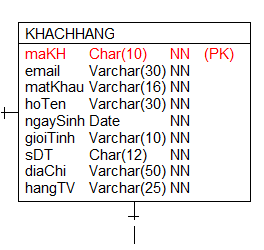 KHACHHANG
maKH Char(10) NN (PK)
email Varchar(30) NN
matKhau Varchar(16) NN
hoTen Varchar(30) NN
ngaySinh Date NN
gioiTinh Varchar(10) NN
sDT Char(12) NN
diaChi Varchar(50) NN
hangTV Varchar(25) NN